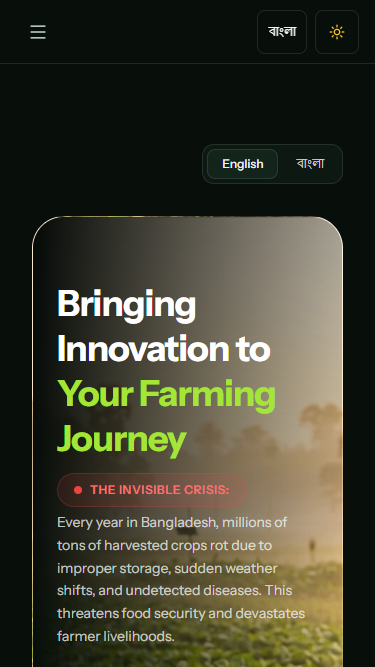 বাংলা
English
বাংলা
Bringing
Innovation to
Your Farming
Journey
THE INVISIBLE CRISIS:
Every year in Bangladesh, millions of
tons of harvested crops rot due to
improper storage, sudden weather
shifts, and undetected diseases. This
threatens food security and devastates
farmer livelihoods.